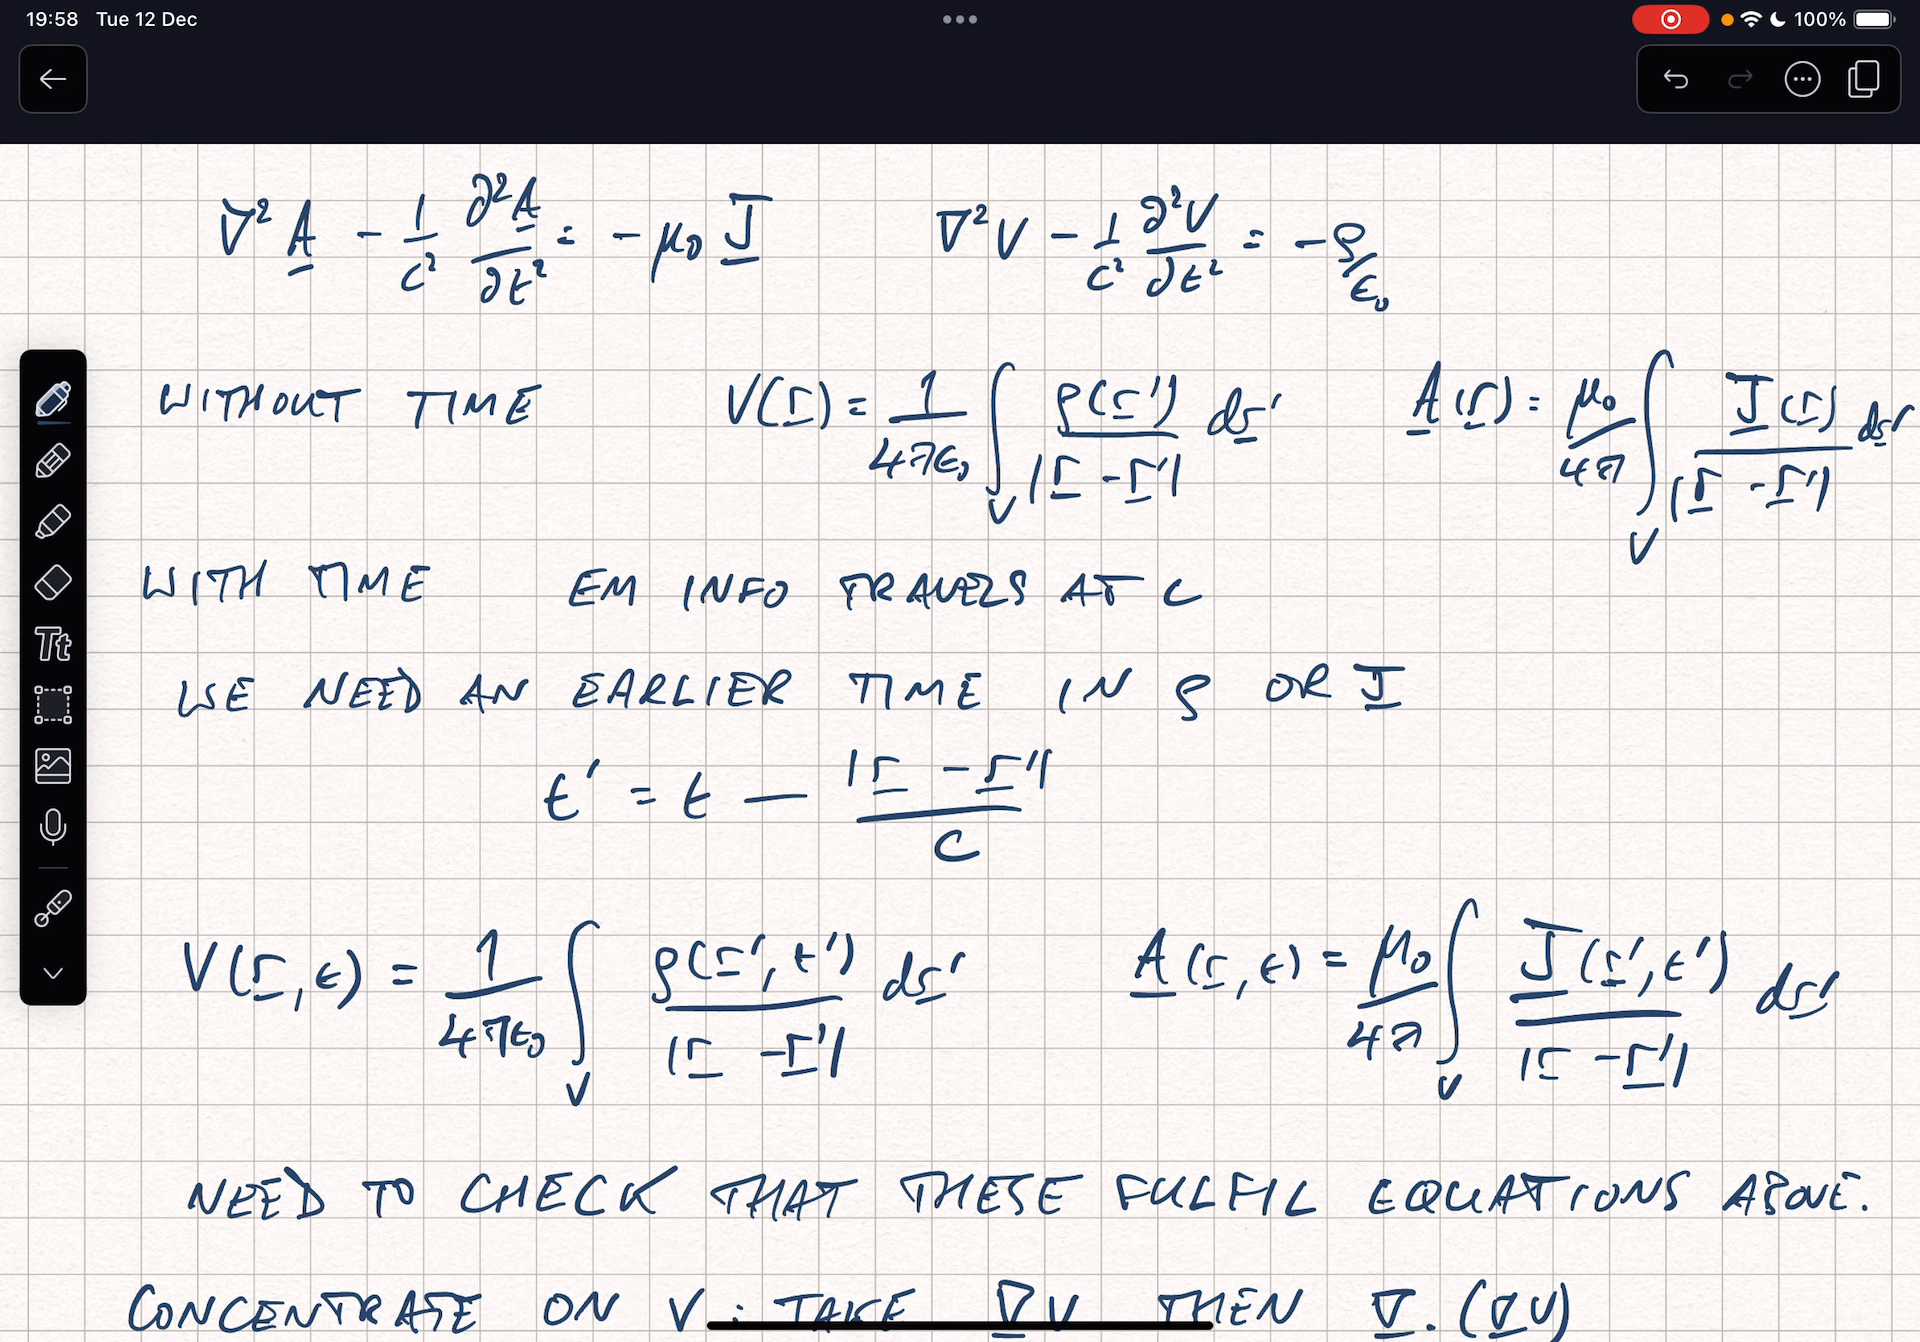 19:58 Tue 12 Dec 100%
∇² A - 1/c² ∂²A/∂t² = -μ₀ J ∇²V - 1/c² ∂²V/∂t² = -ρ/ε₀
WITHOUT TIME V(r) = 1/4πε₀ ∫_V ρ(r')/|r - r'| dr' A(r) = μ₀/4π ∫_V J(r)/|r - r'| dr'
WITH TIME EM INFO TRAVELS AT C
Tt
WE NEED AN EARLIER TIME IN ρ OR J
t' = t - |r - r'|/c
V(r,t) = 1/4πε₀ ∫_V ρ(r',t')/|r - r'| dr' A(r,t) = μ₀/4π ∫_V J(r',t')/|r - r'| dr'
NEED TO CHECK THAT THESE FULFIL EQUATIONS ABOVE.
CONCENTRATE ON V: TAKE ∇V THEN ∇.(∇V)